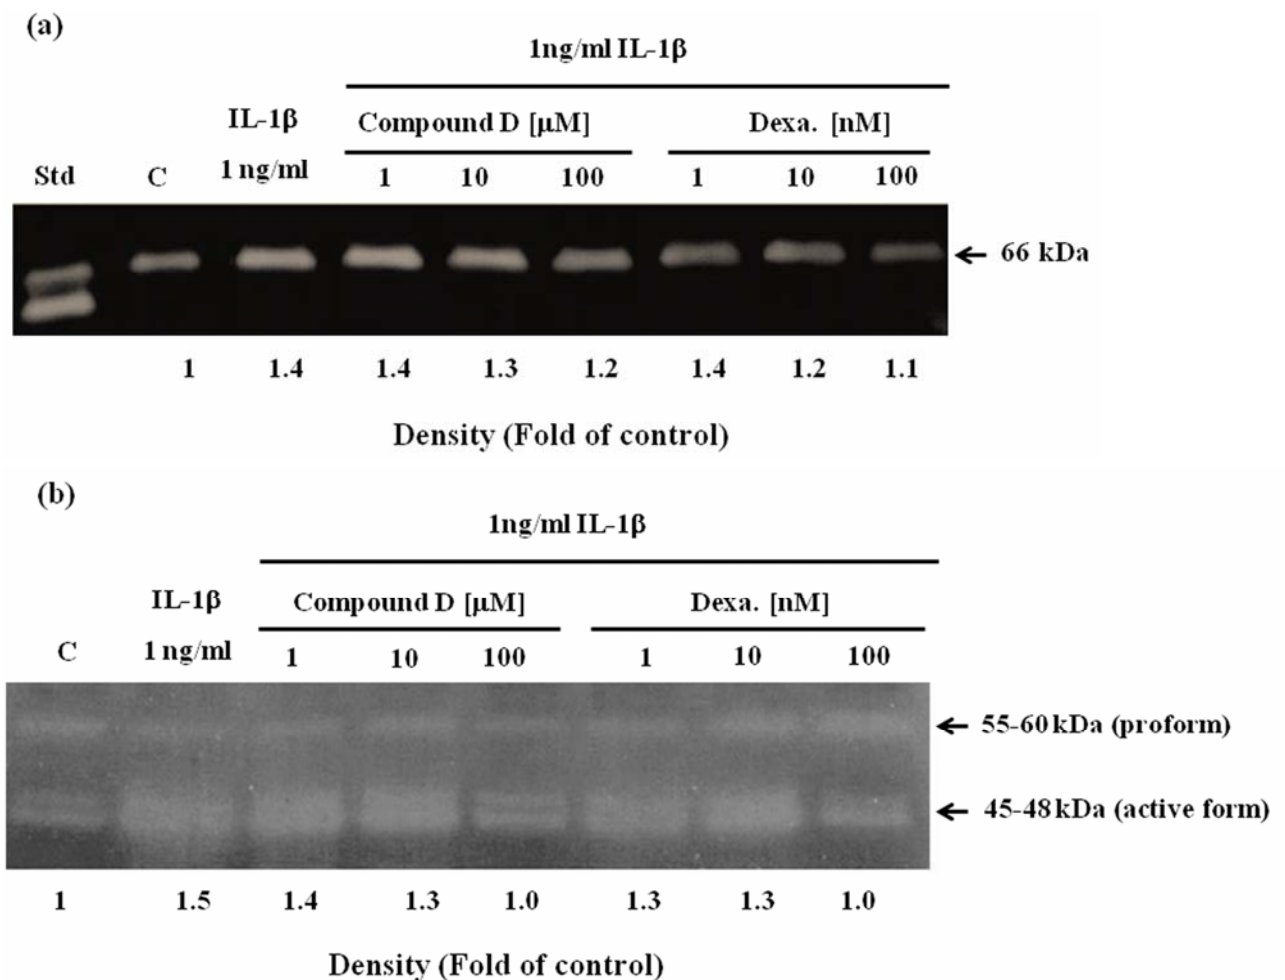 (a)
1ng/ml IL-1β
IL-1β
Compound D [μM]
Dexa. [nM]
Std
C
1 ng/ml
1
10
100
1
10
100
← 66 kDa
1
1.4
1.4
1.3
1.2
1.4
1.2
1.1
Density (Fold of control)
(b)
1ng/ml IL-1β
IL-1β
Compound D [μM]
Dexa. [nM]
C
1 ng/ml
1
10
100
1
10
100
← 55-60 kDa (proform)
← 45-48 kDa (active form)
1
1.5
1.4
1.3
1.0
1.3
1.3
1.0
Density (Fold of control)